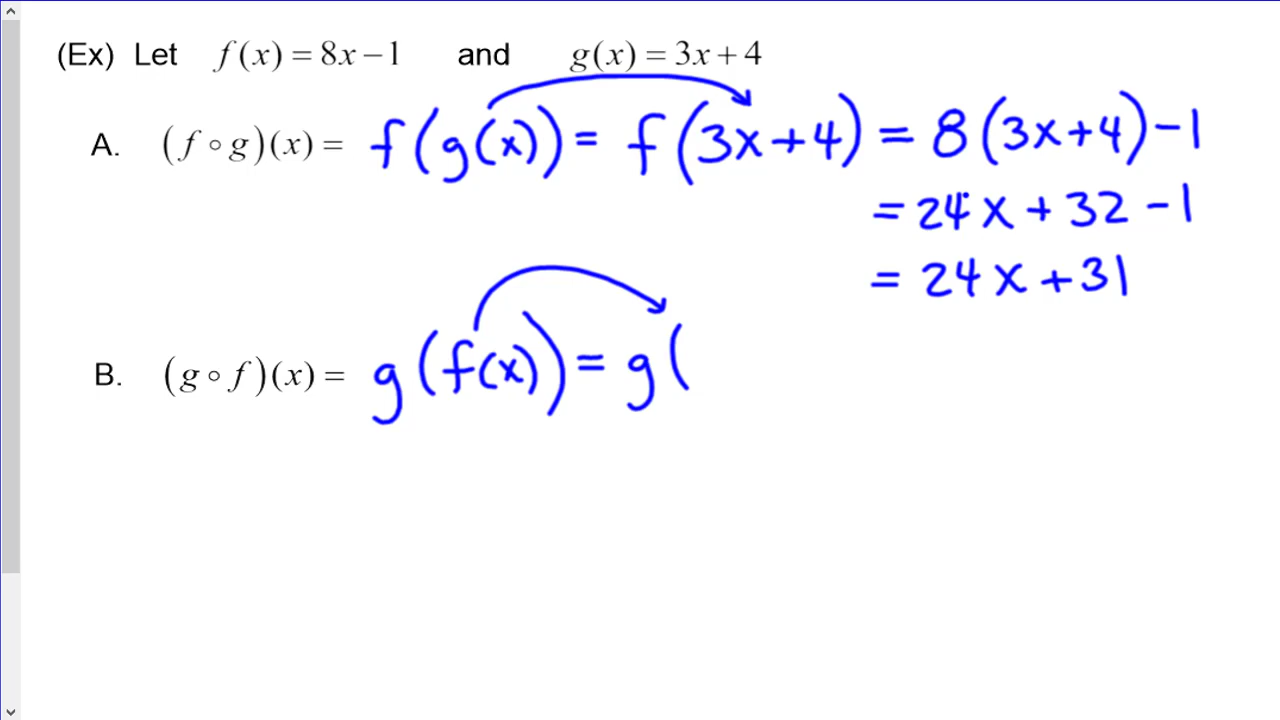 (Ex) Let f(x) = 8x − 1 and g(x) = 3x + 4
A. (f ∘ g)(x) = f(g(x)) = f(3x+4) = 8(3x+4) − 1
= 24x + 32 − 1
= 24x + 31
B. (g ∘ f)(x) = g(f(x)) = g(